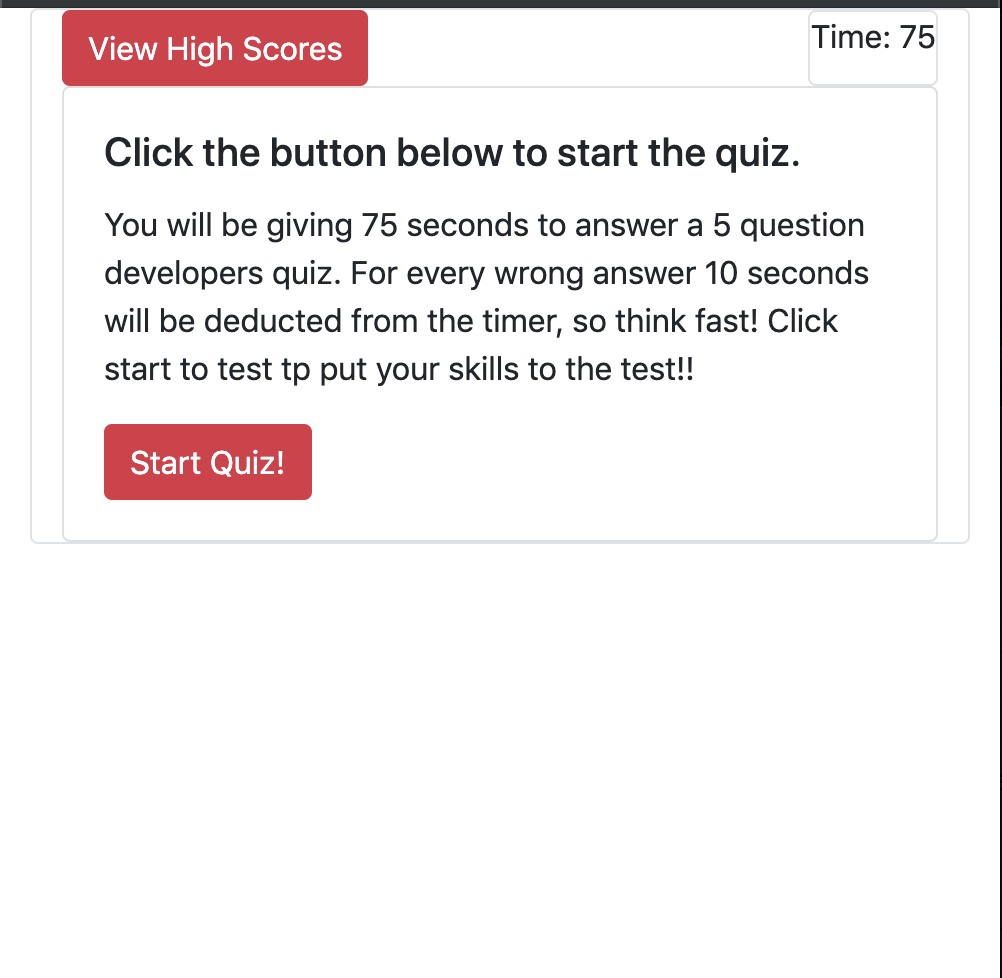 View High Scores
Time: 75
Click the button below to start the quiz.
You will be giving 75 seconds to answer a 5 question
developers quiz. For every wrong answer 10 seconds
will be deducted from the timer, so think fast! Click
start to test tp put your skills to the test!!
Start Quiz!